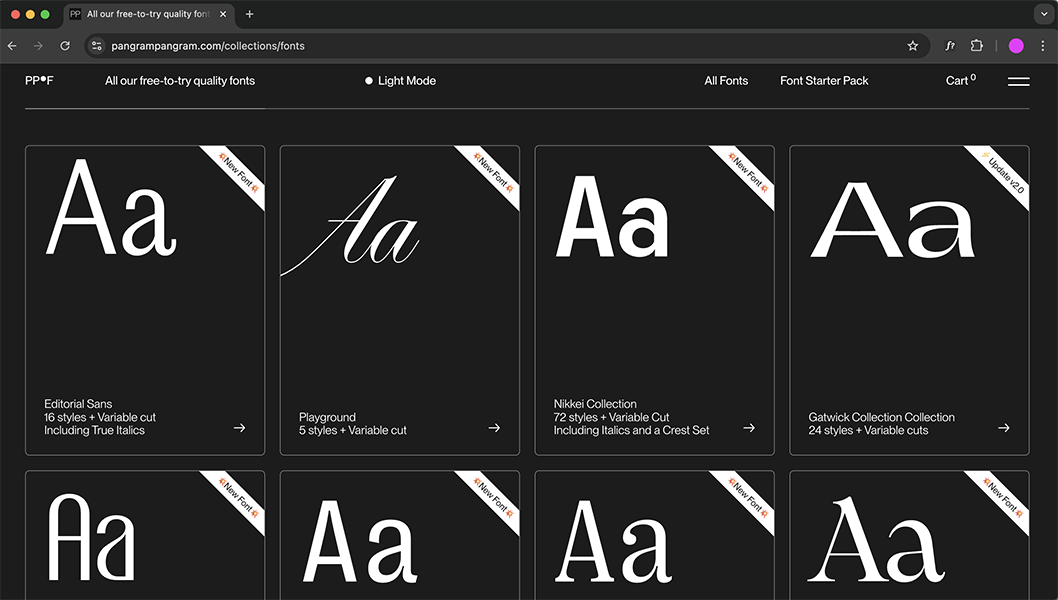 PP All our free-to-try quality font
pangrampangram.com/collections/fonts
f?
PP F
All our free-to-try quality fonts
Light Mode
All Fonts
Font Starter Pack
Cart 0
Aa
New Font
Editorial Sans
16 styles + Variable cut
Including True Italics
Aa
New Font
Playground
5 styles + Variable cut
Aa
New Font
Nikkei Collection
72 styles + Variable Cut
Including Italics and a Crest Set
Aa
Update v2.0
Gatwick Collection Collection
24 styles + Variable cuts
Aa
New Font
Aa
New Font
Aa
New Font
Aa
New Font